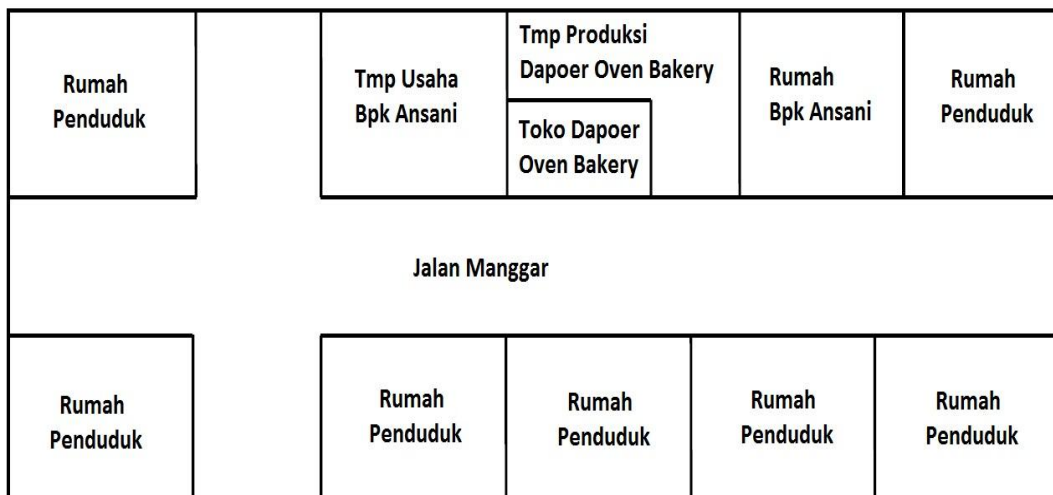 Rumah
Penduduk
Tmp Usaha
Bpk Ansani
Tmp Produksi
Dapoer Oven Bakery
Toko Dapoer
Oven Bakery
Rumah
Bpk Ansani
Rumah
Penduduk
Jalan Manggar
Rumah
Penduduk
Rumah
Penduduk
Rumah
Penduduk
Rumah
Penduduk
Rumah
Penduduk